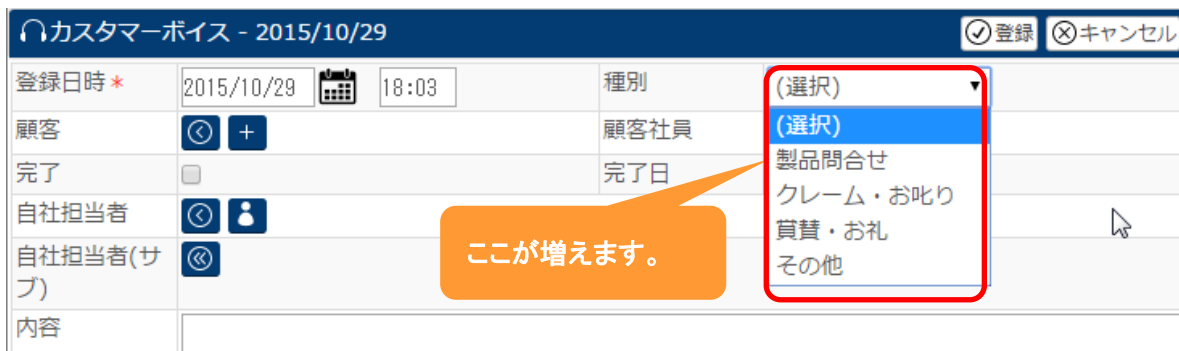 カスタマーボイス - 2015/10/29 登録 キャンセル
登録日時* 2015/10/29 18:03 種別 (選択)
顧客 顧客社員 (選択)
製品問合せ
完了 完了日
クレーム・お叱り
自社担当者
賞賛・お礼
ここが増えます。
自社担当者(サ
ブ)
その他
内容